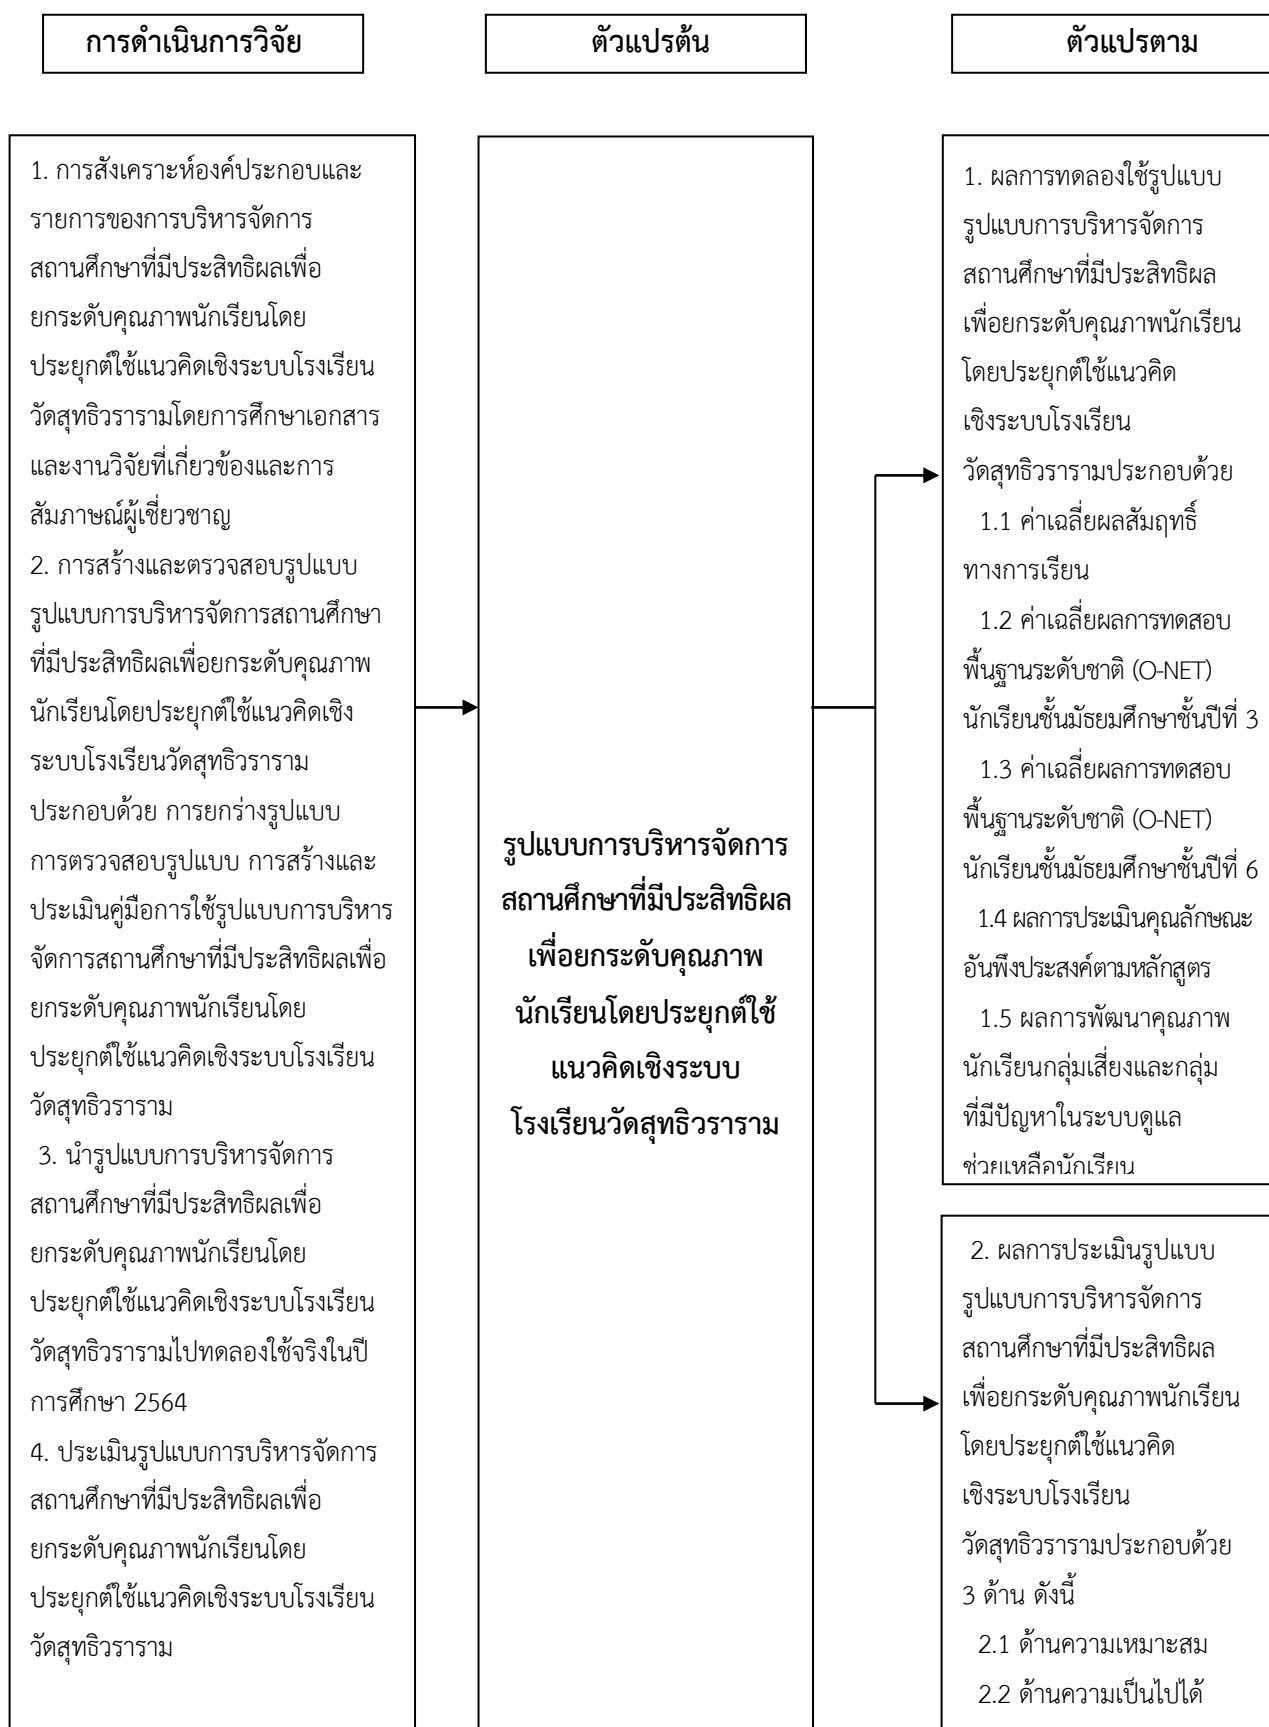 การดำเนินการวิจัย
ตัวแปรต้น
ตัวแปรตาม
1. การสังเคราะห์องค์ประกอบและ
รายการของการบริหารจัดการ
สถานศึกษาที่มีประสิทธิผลเพื่อ
ยกระดับคุณภาพนักเรียนโดย
ประยุกต์ใช้แนวคิดเชิงระบบโรงเรียน
วัดสุทธิวรารามโดยการศึกษาเอกสาร
และงานวิจัยที่เกี่ยวข้องและการ
สัมภาษณ์ผู้เชี่ยวชาญ
2. การสร้างและตรวจสอบรูปแบบ
รูปแบบการบริหารจัดการสถานศึกษา
ที่มีประสิทธิผลเพื่อยกระดับคุณภาพ
นักเรียนโดยประยุกต์ใช้แนวคิดเชิง
ระบบโรงเรียนวัดสุทธิวราราม
ประกอบด้วย การยกร่างรูปแบบ
การตรวจสอบรูปแบบ การสร้างและ
ประเมินคู่มือการใช้รูปแบบการบริหาร
จัดการสถานศึกษาที่มีประสิทธิผลเพื่อ
ยกระดับคุณภาพนักเรียนโดย
ประยุกต์ใช้แนวคิดเชิงระบบโรงเรียน
วัดสุทธิวราราม
3. นำรูปแบบการบริหารจัดการ
สถานศึกษาที่มีประสิทธิผลเพื่อ
ยกระดับคุณภาพนักเรียนโดย
ประยุกต์ใช้แนวคิดเชิงระบบโรงเรียน
วัดสุทธิวรารามไปทดลองใช้จริงในปี
การศึกษา 2564
4. ประเมินรูปแบบการบริหารจัดการ
สถานศึกษาที่มีประสิทธิผลเพื่อ
ยกระดับคุณภาพนักเรียนโดย
ประยุกต์ใช้แนวคิดเชิงระบบโรงเรียน
วัดสุทธิวราราม
รูปแบบการบริหารจัดการ
สถานศึกษาที่มีประสิทธิผล
เพื่อยกระดับคุณภาพ
นักเรียนโดยประยุกต์ใช้
แนวคิดเชิงระบบ
โรงเรียนวัดสุทธิวราราม
1. ผลการทดลองใช้รูปแบบ
รูปแบบการบริหารจัดการ
สถานศึกษาที่มีประสิทธิผล
เพื่อยกระดับคุณภาพนักเรียน
โดยประยุกต์ใช้แนวคิด
เชิงระบบโรงเรียน
วัดสุทธิวรารามประกอบด้วย
1.1 ค่าเฉลี่ยผลสัมฤทธิ์
ทางการเรียน
1.2 ค่าเฉลี่ยผลการทดสอบ
พื้นฐานระดับชาติ (O-NET)
นักเรียนชั้นมัธยมศึกษาชั้นปีที่ 3
1.3 ค่าเฉลี่ยผลการทดสอบ
พื้นฐานระดับชาติ (O-NET)
นักเรียนชั้นมัธยมศึกษาชั้นปีที่ 6
1.4 ผลการประเมินคุณลักษณะ
อันพึงประสงค์ตามหลักสูตร
1.5 ผลการพัฒนาคุณภาพ
นักเรียนกลุ่มเสี่ยงและกลุ่ม
ที่มีปัญหาในระบบดูแล
ช่วยเหลือนักเรียน
2. ผลการประเมินรูปแบบ
รูปแบบการบริหารจัดการ
สถานศึกษาที่มีประสิทธิผล
เพื่อยกระดับคุณภาพนักเรียน
โดยประยุกต์ใช้แนวคิด
เชิงระบบโรงเรียน
วัดสุทธิวรารามประกอบด้วย
3 ด้าน ดังนี้
2.1 ด้านความเหมาะสม
2.2 ด้านความเป็นไปได้